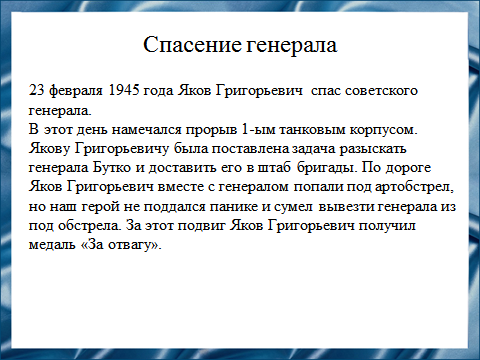 Спасение генерала
23 февраля 1945 года Яков Григорьевич спас советского
генерала.
В этот день намечался прорыв 1-ым танковым корпусом.
Якову Григорьевичу была поставлена задача разыскать
генерала Бутко и доставить его в штаб бригады. По дороге
Яков Григорьевич вместе с генералом попали под артобстрел,
но наш герой не поддался панике и сумел вывезти генерала из
под обстрела. За этот подвиг Яков Григорьевич получил
медаль «За отвагу».